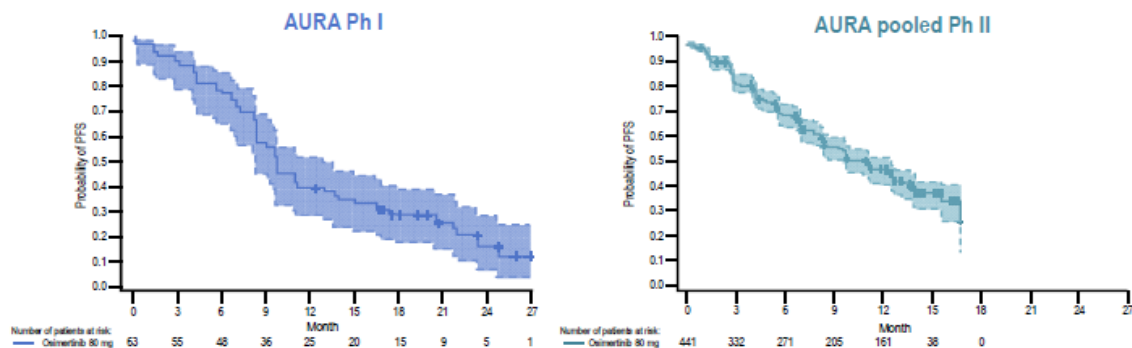 AURA Ph I
1.0
0.9
0.8
0.7
0.6
0.5
0.4
0.3
0.2
0.1
0.0
Probability of PFS
0 3 6 9 12 15 18 21 24 27
Month
Number of patients at risk:
Osimertinib 80 mg 63 55 48 36 25 20 15 9 5 1
AURA pooled Ph II
1.0
0.9
0.8
0.7
0.6
0.5
0.4
0.3
0.2
0.1
0.0
Probability of PFS
0 3 6 9 12 15 18 21 24 27
Month
Number of patients at risk:
Osimertinib 80 mg 441 332 271 205 161 38 0